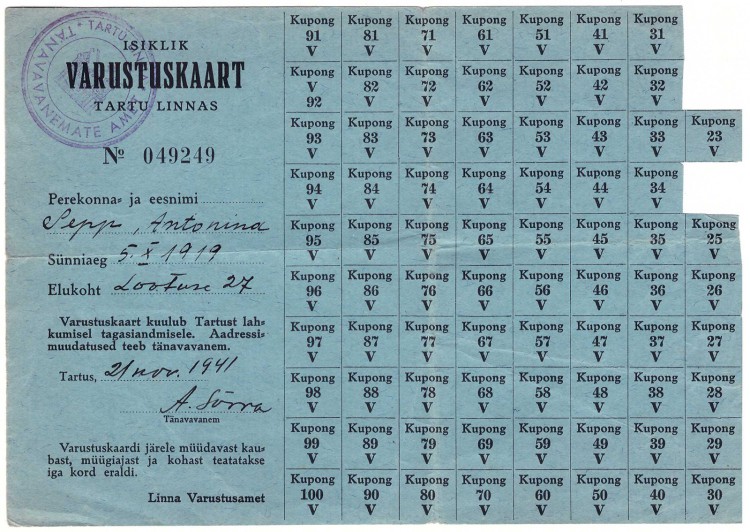 TARTU
TÄNAVAVANEMATE AMET
ISIKLIK
VARUSTUSKAART
TARTU LINNAS
№ 049249
Perekonna- ja eesnimi
Sepp, Antonina
Sünniaeg 5. X 1919
Elukoht Lootuse 27
Varustuskaart kuulub Tartust lah-
kumisel tagasiandmisele. Aadressi-
muudatused teeb tänavavanem.
Tartus, 21 nov. 1941
A. Sõrra
Tänavavanem
Varustuskaardi järele müüdavast kau-
bast, müügiajast ja kohast teatatakse
iga kord eraldi.
Linna Varustusamet
Kupong Kupong Kupong Kupong Kupong Kupong Kupong
91 81 71 61 51 41 31
V V V V V V V
Kupong Kupong Kupong Kupong Kupong Kupong Kupong
V 82 72 62 52 42 32
92 V V V V V V
Kupong Kupong Kupong Kupong Kupong Kupong Kupong Kupong
93 83 73 63 53 43 33 23
V V V V V V V V
Kupong Kupong Kupong Kupong Kupong Kupong Kupong
94 84 74 64 54 44 34
V V V V V V V
Kupong Kupong Kupong Kupong Kupong Kupong Kupong Kupong
95 85 75 65 55 45 35 25
V V V V V V V V
Kupong Kupong Kupong Kupong Kupong Kupong Kupong Kupong
96 86 76 66 56 46 36 26
V V V V V V V V
Kupong Kupong Kupong Kupong Kupong Kupong Kupong Kupong
97 87 77 67 57 47 37 27
V V V V V V V V
Kupong Kupong Kupong Kupong Kupong Kupong Kupong Kupong
98 88 78 68 58 48 38 28
V V V V V V V V
Kupong Kupong Kupong Kupong Kupong Kupong Kupong Kupong
99 89 79 69 59 49 39 29
V V V V V V V V
Kupong Kupong Kupong Kupong Kupong Kupong Kupong Kupong
100 90 80 70 60 50 40 30
V V V V V V V V